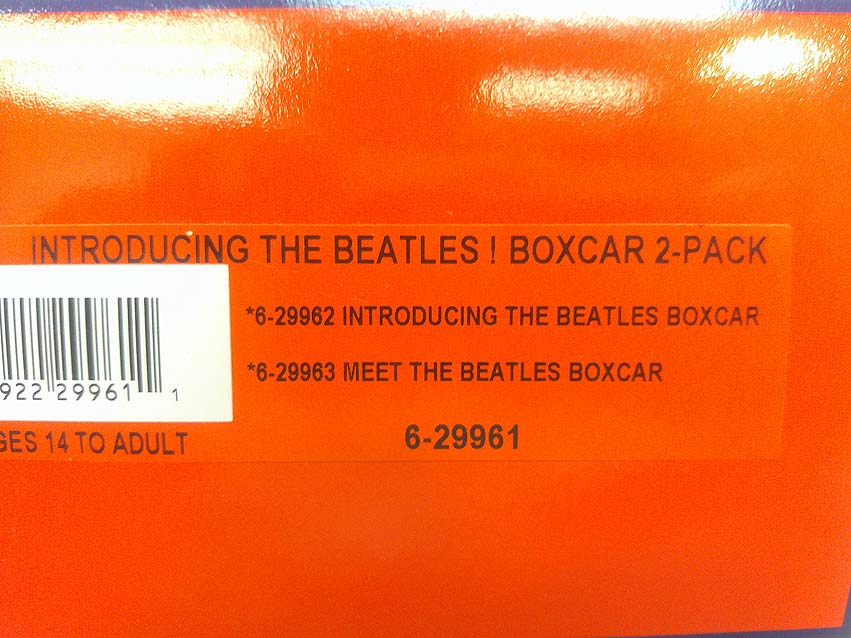 INTRODUCING THE BEATLES ! BOXCAR 2-PACK
*6-29962 INTRODUCING THE BEATLES BOXCAR
*6-29963 MEET THE BEATLES BOXCAR
922 29961 1
GES 14 TO ADULT
6-29961